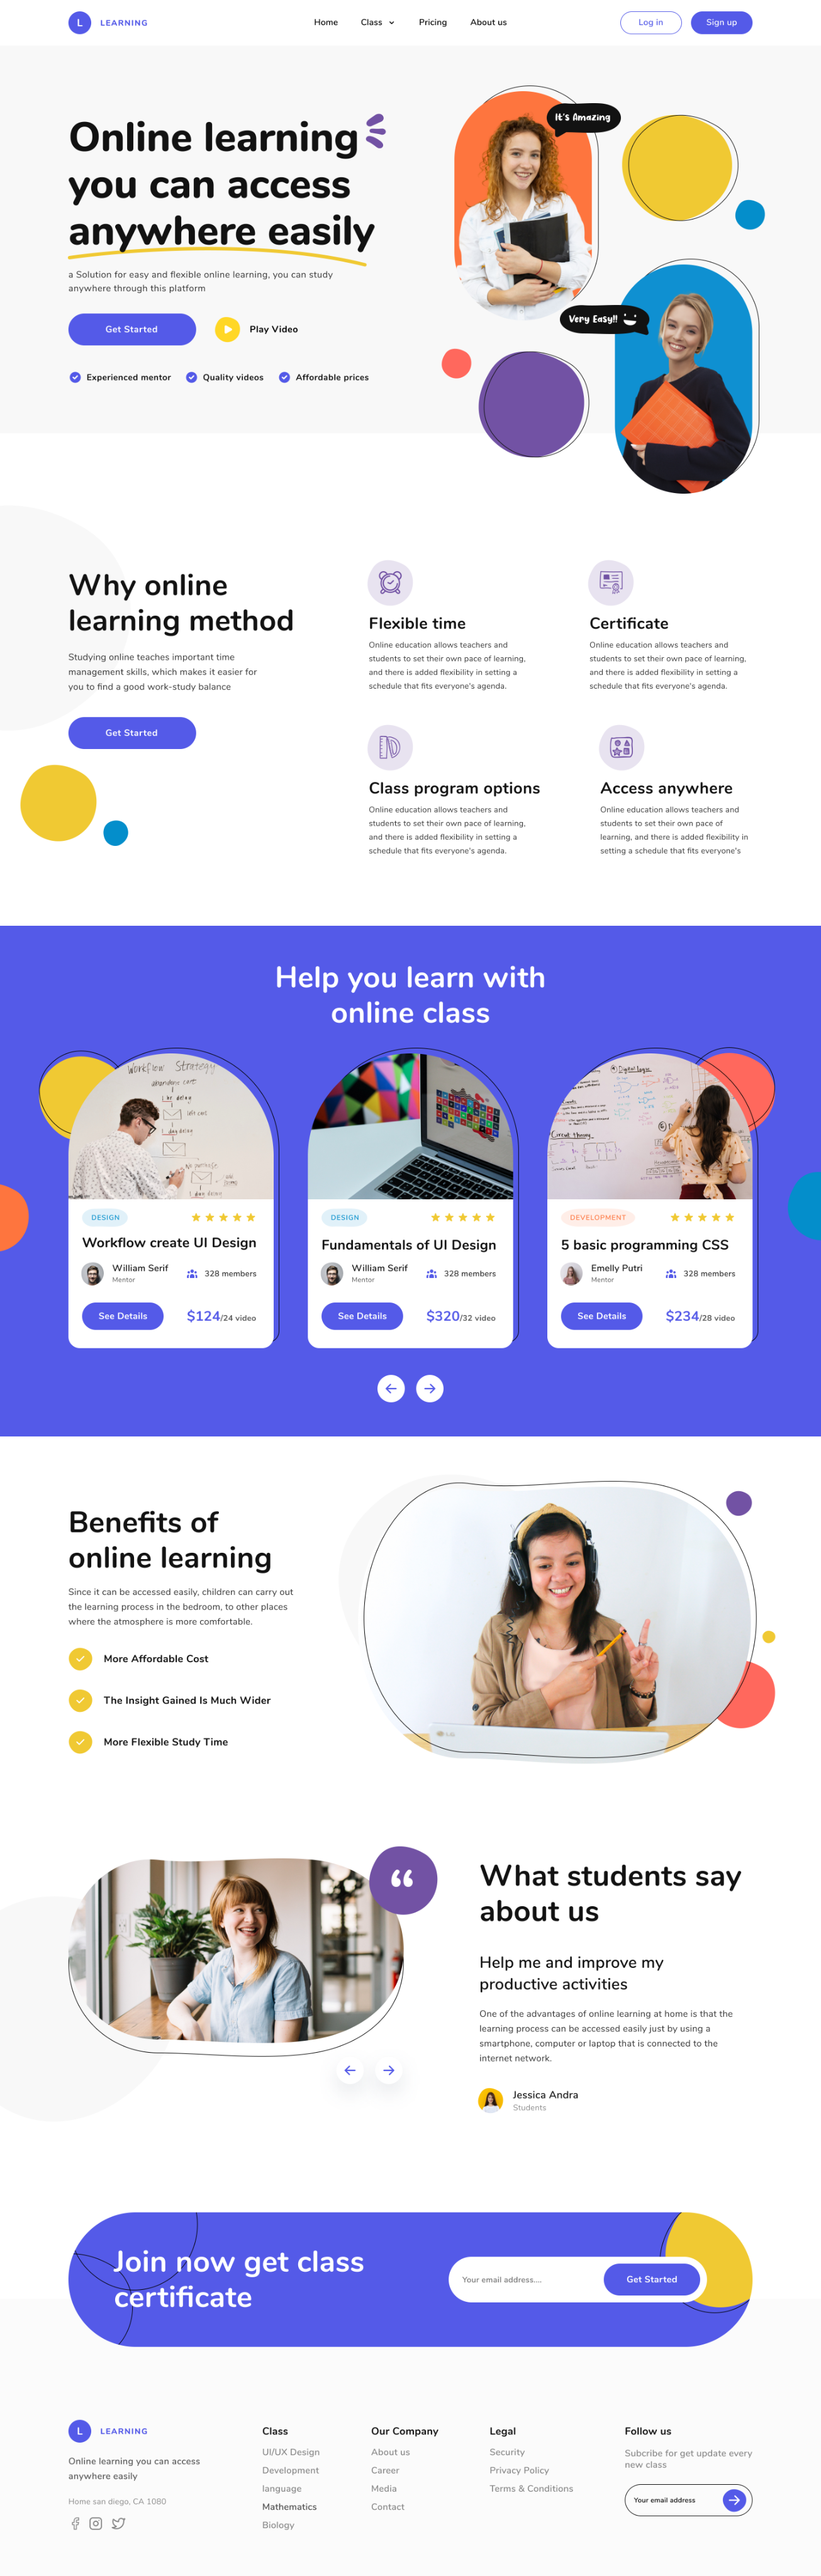 L LEARNING
Home Class Pricing About us
Log in Sign up
Online learning
you can access
anywhere easily
a Solution for easy and flexible online learning, you can study
anywhere through this platform
Get Started Play Video
Experienced mentor Quality videos Affordable prices
It's Amazing
Very Easy!!
Why online
learning method
Studying online teaches important time
management skills, which makes it easier for
you to find a good work-study balance
Get Started
Flexible time
Online education allows teachers and
students to set their own pace of learning,
and there is added flexibility in setting a
schedule that fits everyone's agenda.
Certificate
Online education allows teachers and
students to set their own pace of learning,
and there is added flexibility in setting a
schedule that fits everyone's agenda.
Class program options
Online education allows teachers and
students to set their own pace of learning,
and there is added flexibility in setting a
schedule that fits everyone's agenda.
Access anywhere
Online education allows teachers and
students to set their own pace of
learning, and there is added flexibility in
setting a schedule that fits everyone's
Help you learn with
online class
Workflow Strategy
abandoned cart
1 hr delay
1 day delay
DESIGN
Workflow create UI Design
William Serif
Mentor
328 members
See Details
$124/24 video
DESIGN
Fundamentals of UI Design
William Serif
Mentor
328 members
See Details
$320/32 video
Digital Logic
Circuit Theory
DEVELOPMENT
5 basic programming CSS
Emelly Putri
Mentor
328 members
See Details
$234/28 video
Benefits of
online learning
Since it can be accessed easily, children can carry out
the learning process in the bedroom, to other places
where the atmosphere is more comfortable.
More Affordable Cost
The Insight Gained Is Much Wider
More Flexible Study Time
“
What students say
about us
Help me and improve my
productive activities
One of the advantages of online learning at home is that the
learning process can be accessed easily just by using a
smartphone, computer or laptop that is connected to the
internet network.
Jessica Andra
Students
Join now get class
certificate
Your email address....
Get Started
L LEARNING
Online learning you can access
anywhere easily
Home san diego, CA 1080
Class
UI/UX Design
Development
language
Mathematics
Biology
Our Company
About us
Career
Media
Contact
Legal
Security
Privacy Policy
Terms & Conditions
Follow us
Subcribe for get update every
new class
Your email address